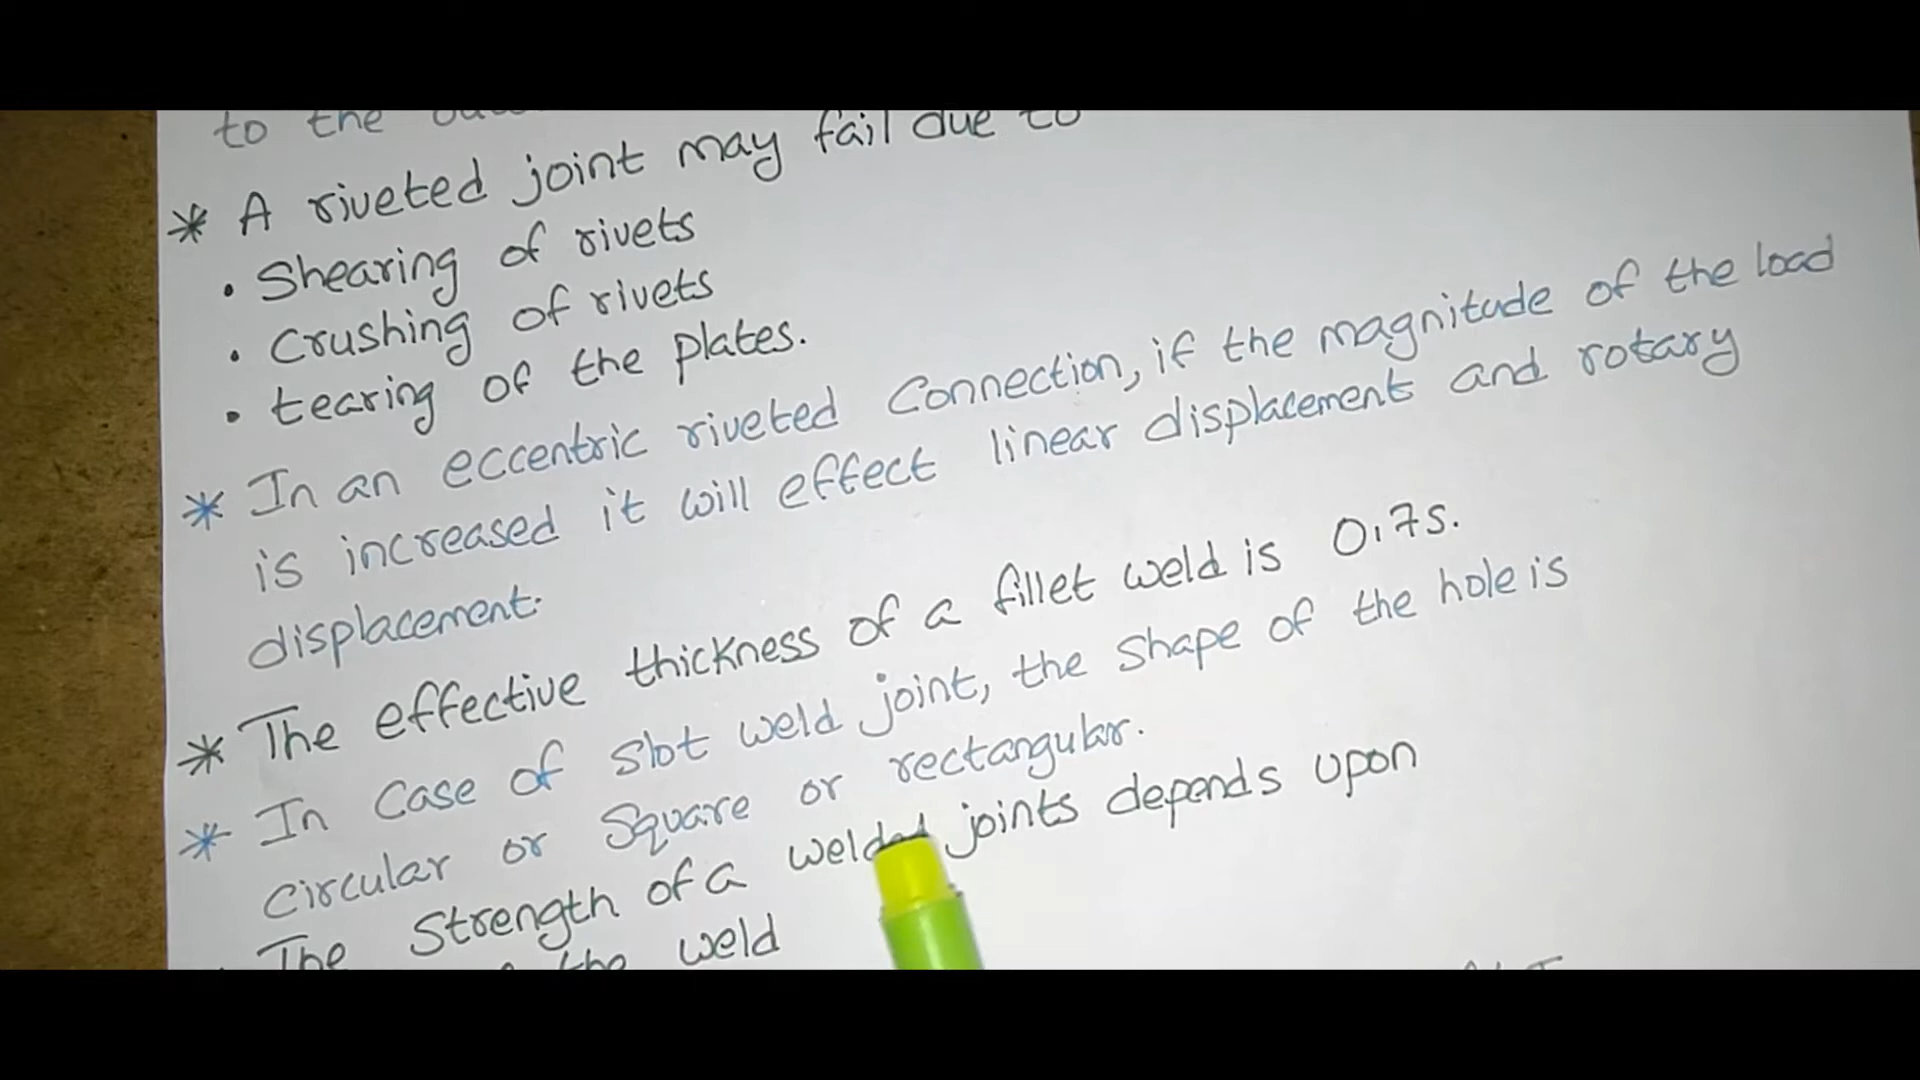 to the
* A riveted joint may fail due to
• Shearing of rivets
• Crushing of rivets
• tearing of the plates.
* In an eccentric riveted Connection, if the magnitude of the load
is increased it will effect linear displacement and rotary
displacement.
* The effective thickness of a fillet weld is 0.7s.
* In Case of Slot weld joint, the shape of the hole is
circular or Square or rectangular.
The Strength of a welded joints depends upon
the weld